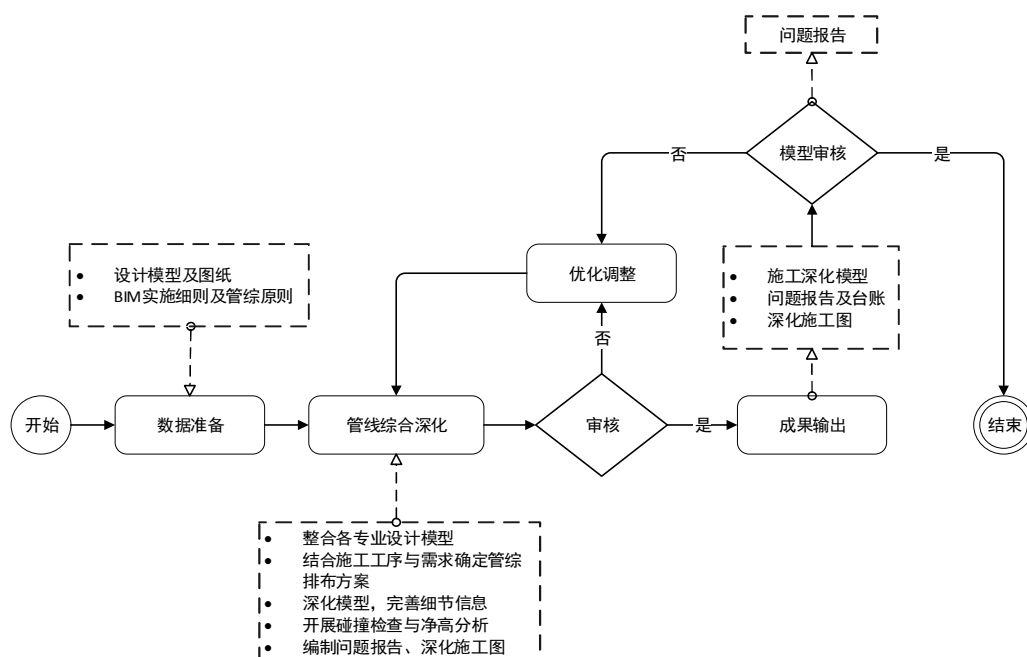 问题报告
模型审核
否
是
设计模型及图纸
BIM实施细则及管综原则
优化调整
施工深化模型
问题报告及台账
深化施工图
否
开始
数据准备
管线综合深化
审核
是
成果输出
结束
整合各专业设计模型
结合施工工序与需求确定管综
排布方案
深化模型，完善细节信息
开展碰撞检查与净高分析
编制问题报告、深化施工图